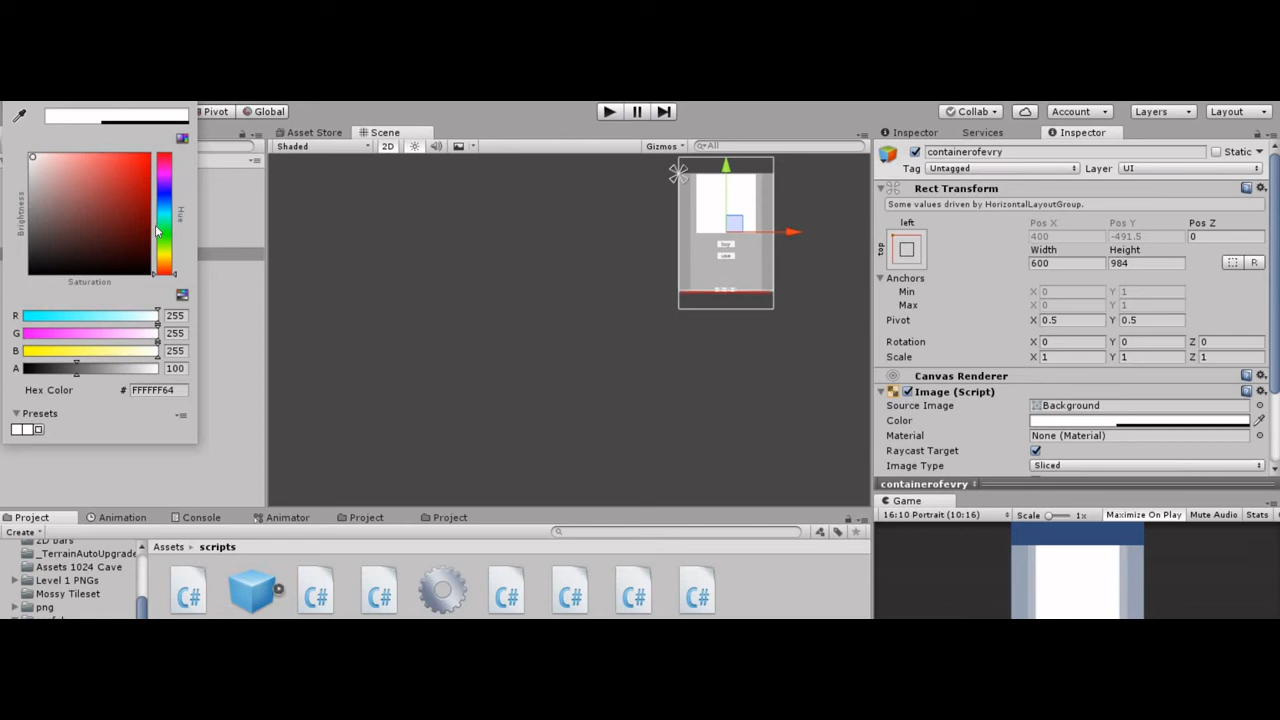 Pivot Global Collab Account Layers Layout
Asset Store Scene Inspector Services Inspector
Shaded 2D Gizmos All
containerofevry Static
Tag Untagged Layer UI
Rect Transform
Some values driven by HorizontalLayoutGroup.
left Pos X Pos Y Pos Z
top 400 -491.5 0
Width Height
600 984 R
Anchors
Min X 0 Y 1
Max X 0 Y 1
Pivot X 0.5 Y 0.5
Rotation X 0 Y 0 Z 0
Scale X 1 Y 1 Z 1
Canvas Renderer
Image (Script)
Source Image Background
Color
Material None (Material)
Raycast Target
Image Type Sliced
containerofevry
Brightness
Hue
Saturation
R 255
G 255
B 255
A 100
Hex Color # FFFFFF64
Presets
buy
use
Project Animation Console Animator Project Project
Create
Assets scripts
2D bars
_TerrainAutoUpgrade
Assets 1024 Cave
Level 1 PNGs
Mossy Tileset
png
C# C# C# C# C# C# C#
Game
16:10 Portrait (10:16) Scale 1x Maximize On Play Mute Audio Stats